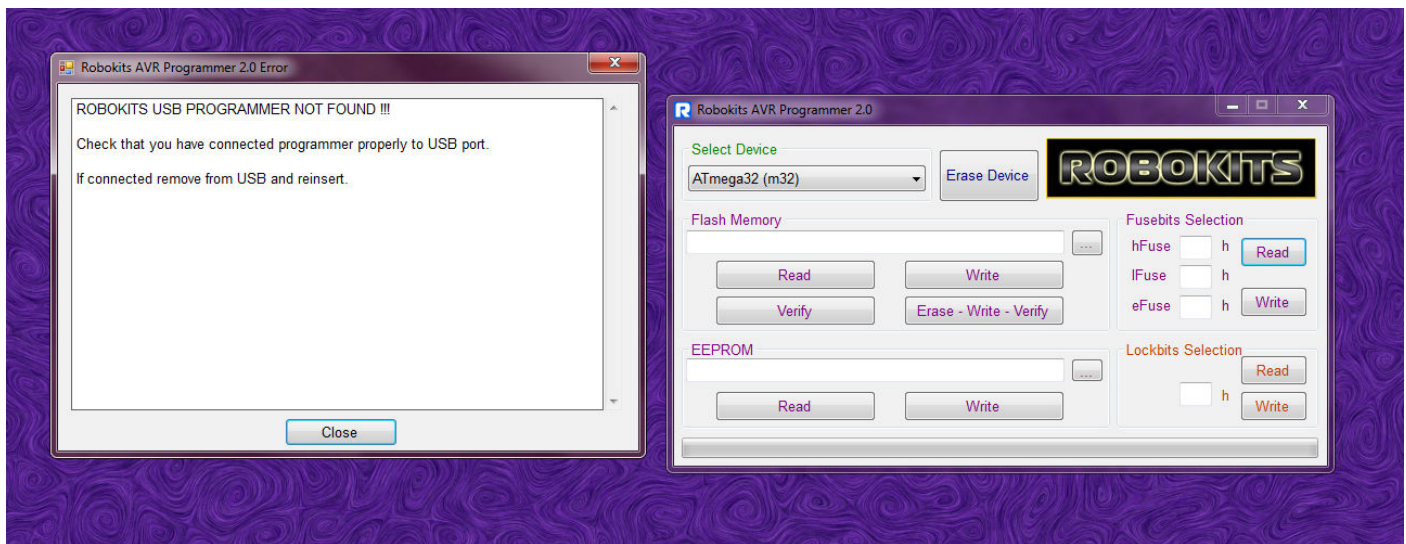 Robokits AVR Programmer 2.0 Error
x
ROBOKITS USB PROGRAMMER NOT FOUND !!!
Check that you have connected programmer properly to USB port.
If connected remove from USB and reinsert.
Close
R Robokits AVR Programmer 2.0
X
Select Device
ATmega32 (m32)
Erase Device
ROBOKITS
Flash Memory
...
Read Write
Verify Erase - Write - Verify
Fusebits Selection
hFuse h Read
lFuse h
eFuse h Write
EEPROM
...
Read Write
Lockbits Selection
Read
h
Write